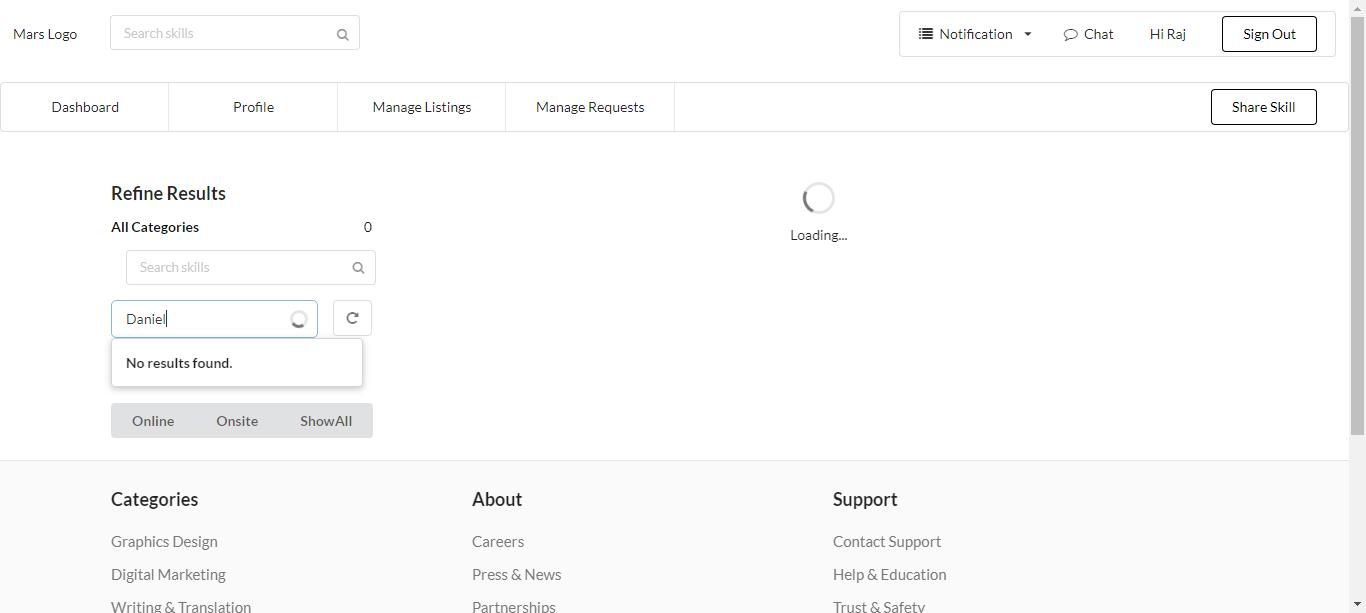 Mars Logo
Search skills
Notification
Chat
Hi Raj
Sign Out
Dashboard
Profile
Manage Listings
Manage Requests
Share Skill
Refine Results
All Categories 0
Search skills
Daniel
No results found.
Online
Onsite
ShowAll
Loading...
Categories
Graphics Design
Digital Marketing
Writing & Translation
About
Careers
Press & News
Partnerships
Support
Contact Support
Help & Education
Trust & Safety